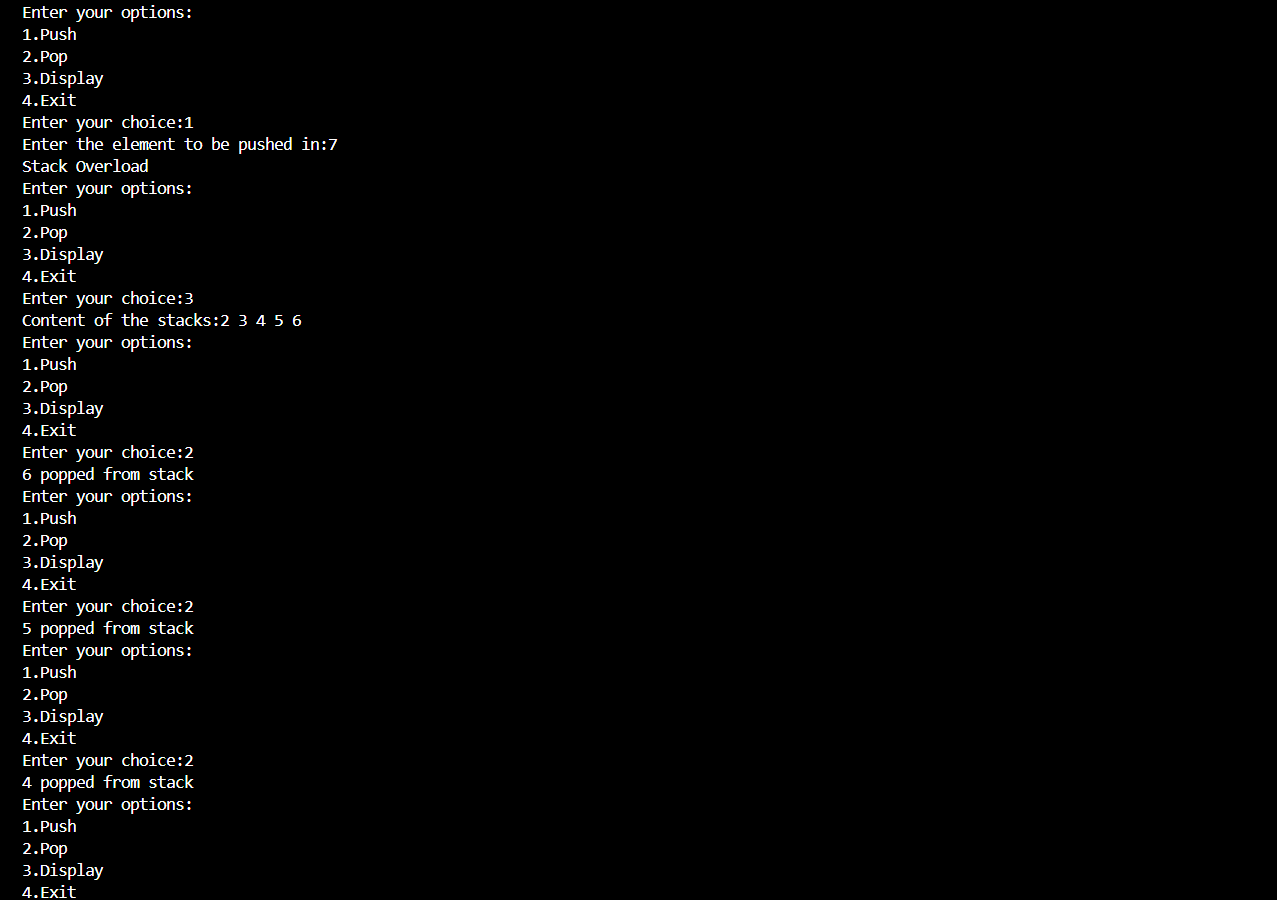 Enter your options:
1.Push
2.Pop
3.Display
4.Exit
Enter your choice:1
Enter the element to be pushed in:7
Stack Overload
Enter your options:
1.Push
2.Pop
3.Display
4.Exit
Enter your choice:3
Content of the stacks:2 3 4 5 6
Enter your options:
1.Push
2.Pop
3.Display
4.Exit
Enter your choice:2
6 popped from stack
Enter your options:
1.Push
2.Pop
3.Display
4.Exit
Enter your choice:2
5 popped from stack
Enter your options:
1.Push
2.Pop
3.Display
4.Exit
Enter your choice:2
4 popped from stack
Enter your options:
1.Push
2.Pop
3.Display
4.Exit